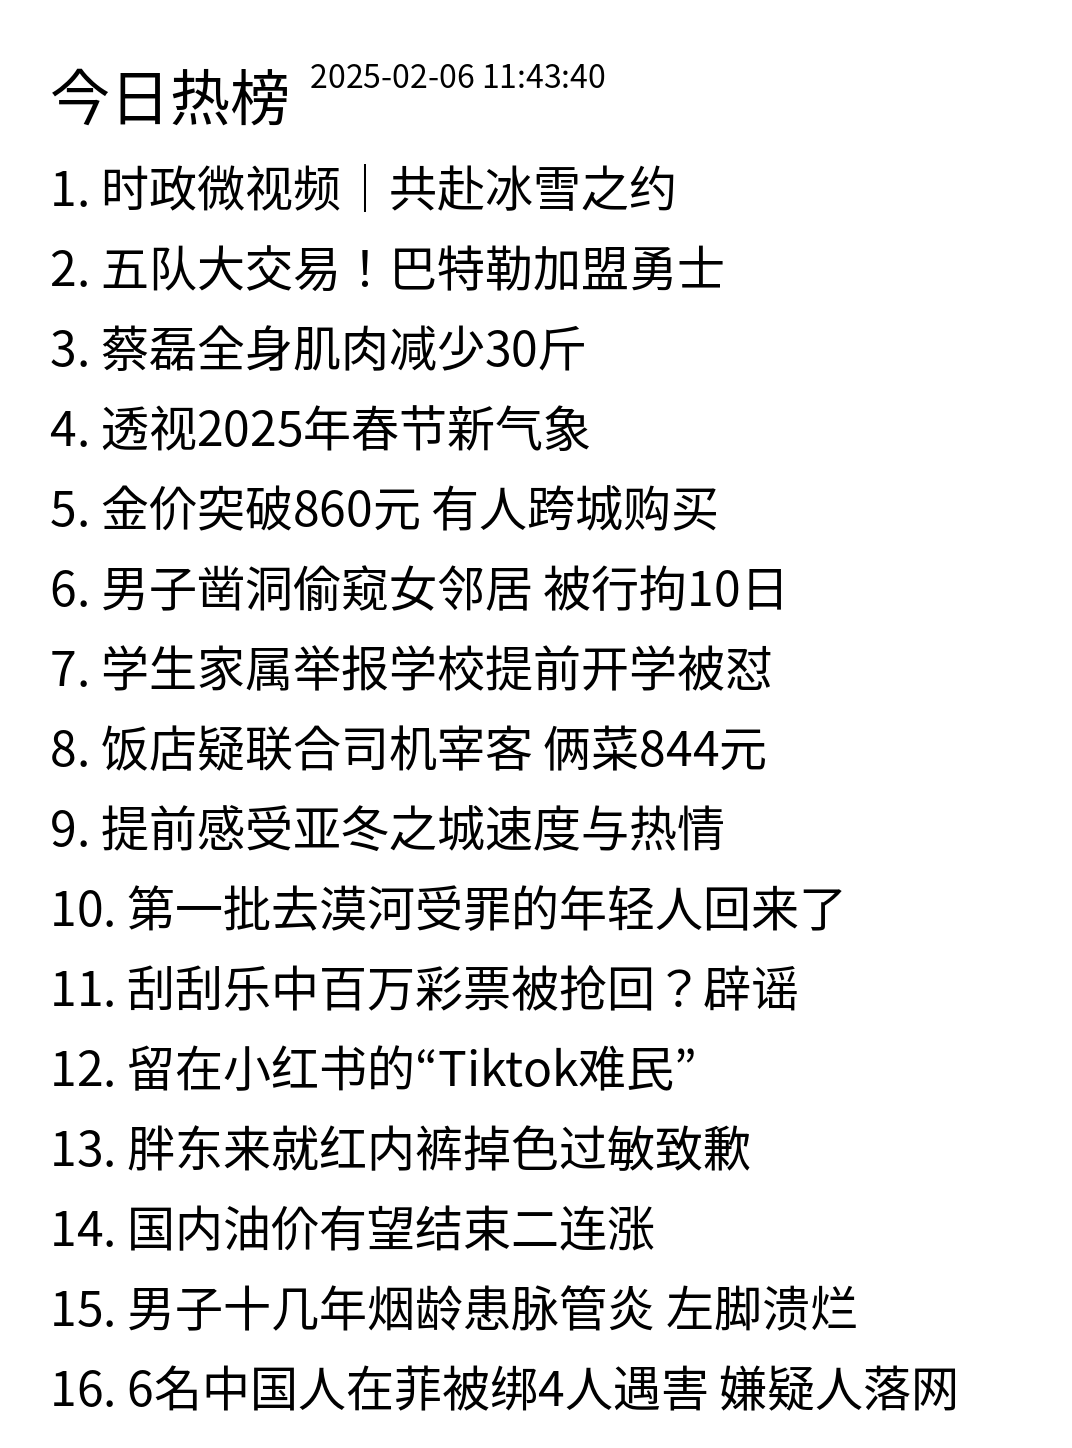 今日热榜 2025-02-06 11:43:40
1. 时政微视频｜共赴冰雪之约
2. 五队大交易！巴特勒加盟勇士
3. 蔡磊全身肌肉减少30斤
4. 透视2025年春节新气象
5. 金价突破860元 有人跨城购买
6. 男子凿洞偷窥女邻居 被行拘10日
7. 学生家属举报学校提前开学被怼
8. 饭店疑联合司机宰客 俩菜844元
9. 提前感受亚冬之城速度与热情
10. 第一批去漠河受罪的年轻人回来了
11. 刮刮乐中百万彩票被抢回？辟谣
12. 留在小红书的“Tiktok难民”
13. 胖东来就红内裤掉色过敏致歉
14. 国内油价有望结束二连涨
15. 男子十几年烟龄患脉管炎 左脚溃烂
16. 6名中国人在菲被绑4人遇害 嫌疑人落网